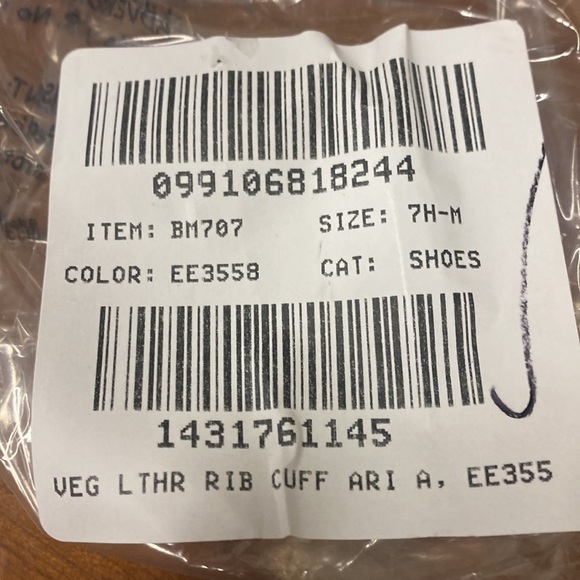 099106818244
ITEM: BM707 SIZE: 7H-M
COLOR: EE3558 CAT: SHOES
1431761145
VEG LTHR RIB CUFF ARI A, EE355